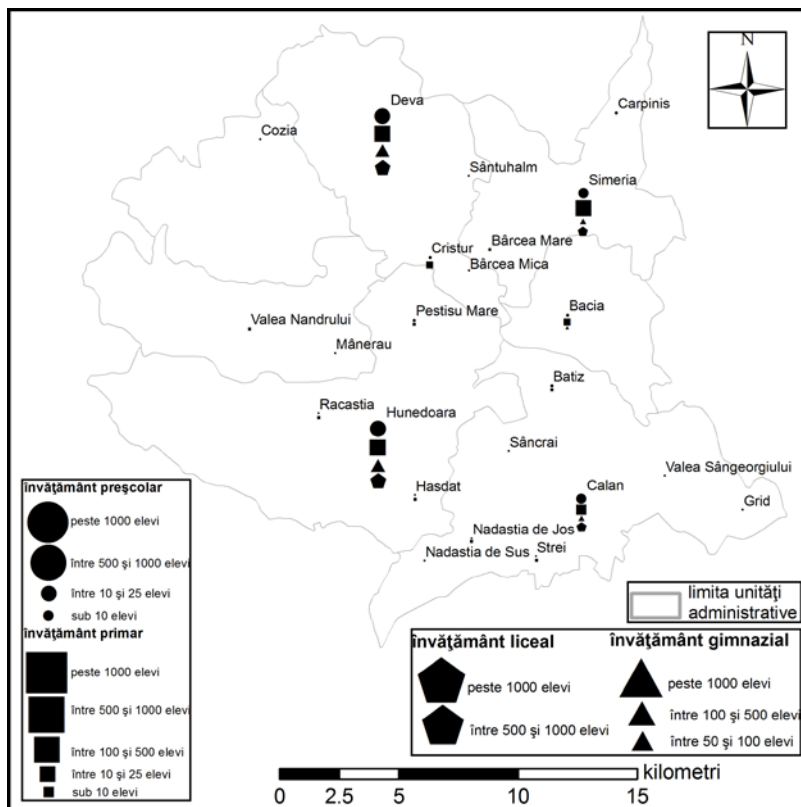 N
Deva
Carpinis
Cozia
Sântuhalm
Simeria
Bârcea Mare
Cristur
Bârcea Mica
Bacia
Pestisu Mare
Valea Nandrului
Mânerau
Batiz
Racastia
Hunedoara
Sâncrai
Valea Sângeorgiului
Calan
Hasdat
Grid
Nadastia de Jos
Nadastia de Sus
Strei
învăţământ preşcolar
peste 1000 elevi
între 500 şi 1000 elevi
între 10 şi 25 elevi
sub 10 elevi
învăţământ primar
peste 1000 elevi
între 500 şi 1000 elevi
între 100 şi 500 elevi
între 10 şi 25 elevi
sub 10 elevi
limita unităţi
administrative
învăţământ liceal
peste 1000 elevi
între 500 şi 1000 elevi
învăţământ gimnazial
peste 1000 elevi
între 100 şi 500 elevi
între 50 şi 100 elevi
kilometri
0 2.5 5 10 15